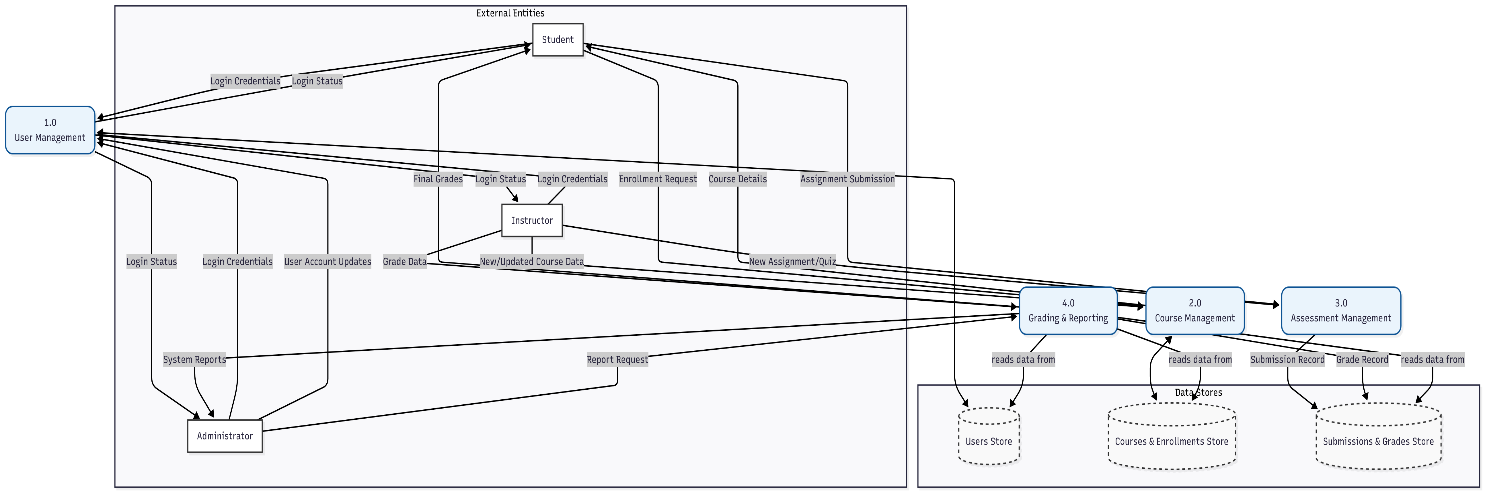 External Entities
Student
Login Credentials
Login Status
1.0
User Management
Final Grades
Login Status
Login Credentials
Enrollment Request
Course Details
Assignment Submission
Instructor
Login Status
Login Credentials
User Account Updates
Grade Data
New/Updated Course Data
New Assignment/Quiz
4.0
Grading & Reporting
2.0
Course Management
3.0
Assessment Management
System Reports
Report Request
reads data from
reads data from
Submission Record
Grade Record
reads data from
Data Stores
Administrator
Users Store
Courses & Enrollments Store
Submissions & Grades Store